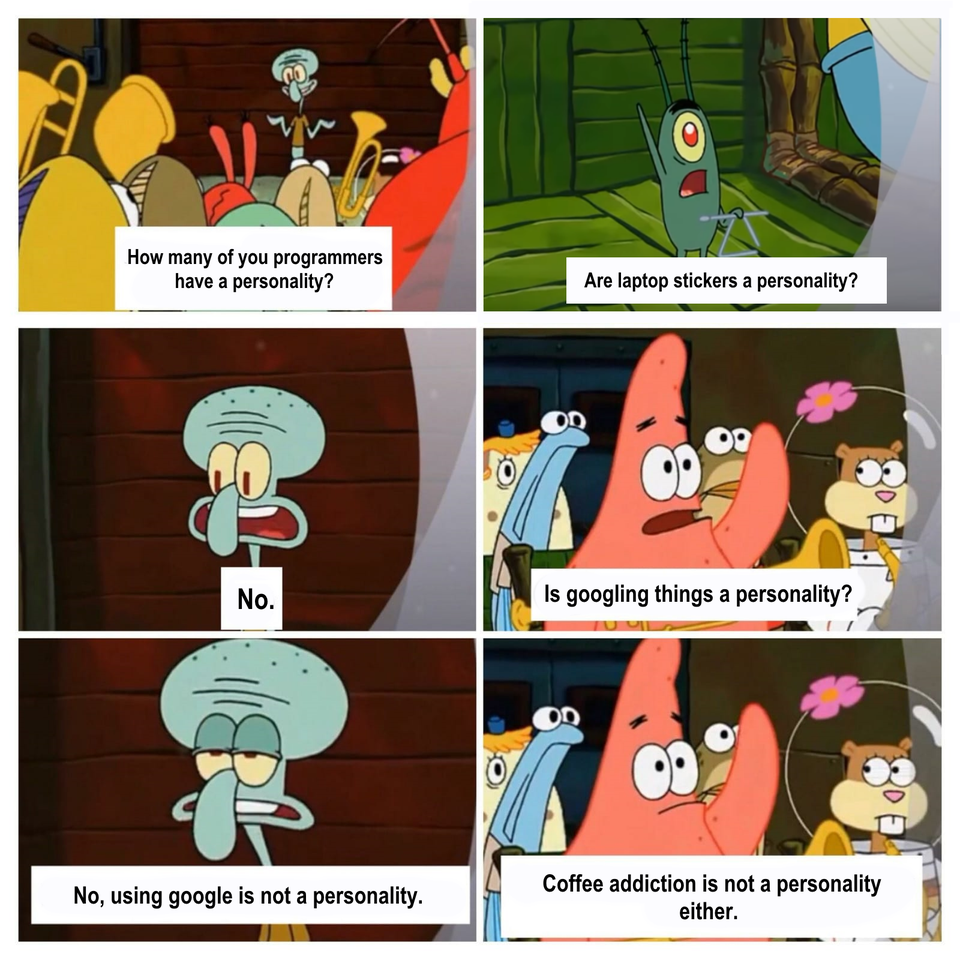 How many of you programmers
have a personality?
Are laptop stickers a personality?
No.
Is googling things a personality?
No, using google is not a personality.
Coffee addiction is not a personality
either.